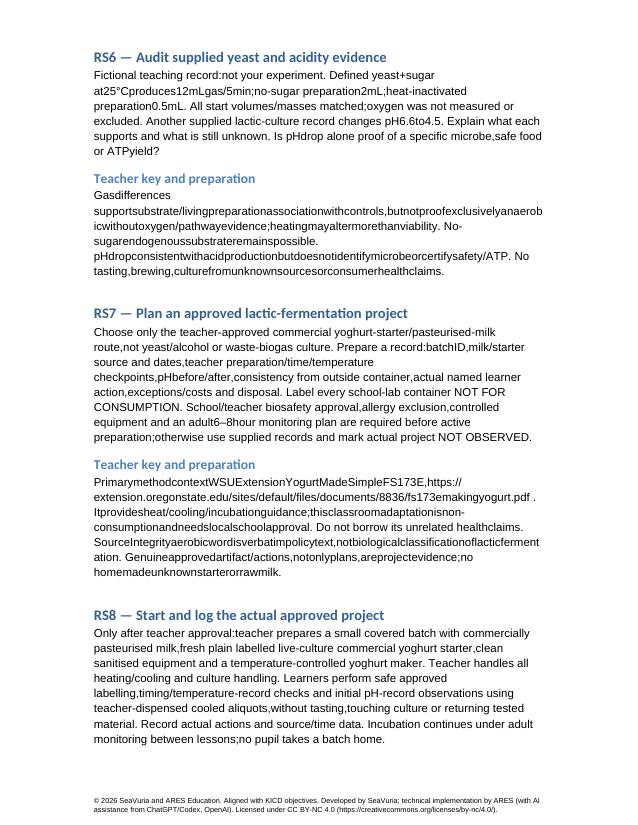 RS6 — Audit supplied yeast and acidity evidence
Fictional teaching record:not your experiment. Defined yeast+sugar
at25°Cproduces12mLgas/5min;no-sugar preparation2mL;heat-inactivated
preparation0.5mL. All start volumes/masses matched;oxygen was not measured or
excluded. Another supplied lactic-culture record changes pH6.6to4.5. Explain what each
supports and what is still unknown. Is pHdrop alone proof of a specific microbe,safe food
or ATPyield?
Teacher key and preparation
Gasdifferences
supportsubstrate/livingpreparationassociationwithcontrols,butnotproofexclusivelyanaerob
icwithoutoxygen/pathwayevidence;heatingmayaltermorethanviability. No-
sugarendogenoussubstrateremainspossible.
pHdropconsistentwithacidproductionbutdoesnotidentifymicrobeorcertifysafety/ATP. No
tasting,brewing,culturefromunknownsourcesorconsumerhealthclaims.
RS7 — Plan an approved lactic-fermentation project
Choose only the teacher-approved commercial yoghurt-starter/pasteurised-milk
route,not yeast/alcohol or waste-biogas culture. Prepare a record:batchID,milk/starter
source and dates,teacher preparation/time/temperature
checkpoints,pHbefore/after,consistency from outside container,actual named learner
action,exceptions/costs and disposal. Label every school-lab container NOT FOR
CONSUMPTION. School/teacher biosafety approval,allergy exclusion,controlled
equipment and an adult6–8hour monitoring plan are required before active
preparation;otherwise use supplied records and mark actual project NOT OBSERVED.
Teacher key and preparation
PrimarymethodcontextWSUExtensionYogurtMadeSimpleFS173E,https://
extension.oregonstate.edu/sites/default/files/documents/8836/fs173emakingyogurt.pdf .
Itprovidesheat/cooling/incubationguidance;thisclassroomadaptationisnon-
consumptionandneedslocalschoolapproval. Do not borrow its unrelated healthclaims.
SourceIntegrityaerobicwordisverbatimpolicytext,notbiologicalclassificationoflacticferment
ation. Genuineapprovedartifact/actions,notonlyplans,areprojectevidence;no
homemadeunknownstarterorrawmilk.
RS8 — Start and log the actual approved project
Only after teacher approval:teacher prepares a small covered batch with commercially
pasteurised milk,fresh plain labelled live-culture commercial yoghurt starter,clean
sanitised equipment and a temperature-controlled yoghurt maker. Teacher handles all
heating/cooling and culture handling. Learners perform safe approved
labelling,timing/temperature-record checks and initial pH-record observations using
teacher-dispensed cooled aliquots,without tasting,touching culture or returning tested
material. Record actual actions and source/time data. Incubation continues under adult
monitoring between lessons;no pupil takes a batch home.
© 2026 SeaVuria and ARES Education. Aligned with KICD objectives. Developed by SeaVuria; technical implementation by ARES (with AI
assistance from ChatGPT/Codex, OpenAI). Licensed under CC BY-NC 4.0 (https://creativecommons.org/licenses/by-nc/4.0/).